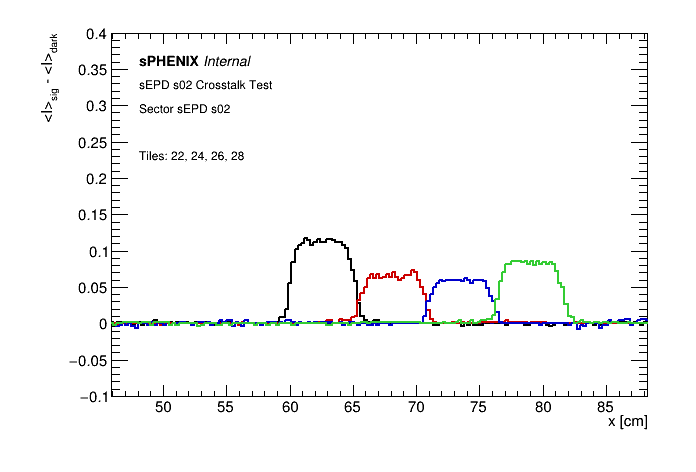 0.4
0.35
0.3
0.25
0.2
0.15
0.1
0.05
0
−0.05
−0.1
<I>sig - <I>dark
sPHENIX Internal
sEPD s02 Crosstalk Test
Sector sEPD s02
Tiles: 22, 24, 26, 28
50 55 60 65 70 75 80 85
x [cm]